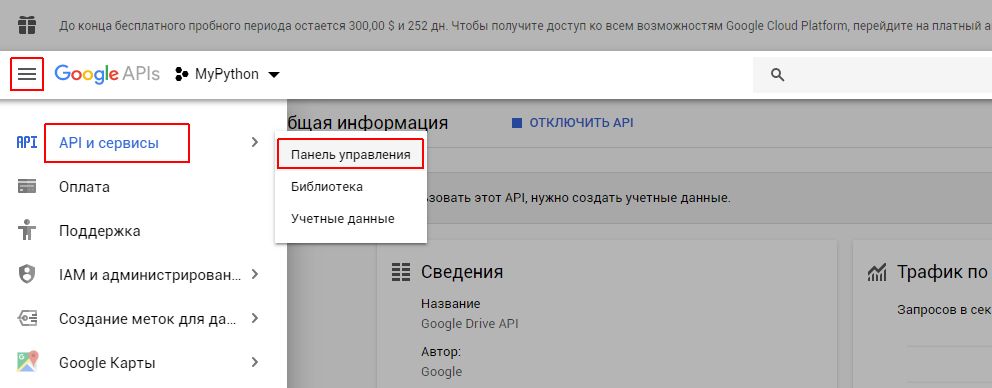 До конца бесплатного пробного периода остается 300,00 $ и 252 дн. Чтобы получите доступ ко всем возможностям Google Cloud Platform, перейдите на платный
Google APIs MyPython
API API и сервисы
бщая информация ОТКЛЮЧИТЬ API
Панель управления
Оплата
Библиотека
ьзовать этот API, нужно создать учетные данные.
Учетные данные
Поддержка
IAM и администрирован...
Сведения
Трафик по
Название
Google Drive API
Запросов в сек
Создание меток для да...
Автор:
Google
Google Карты